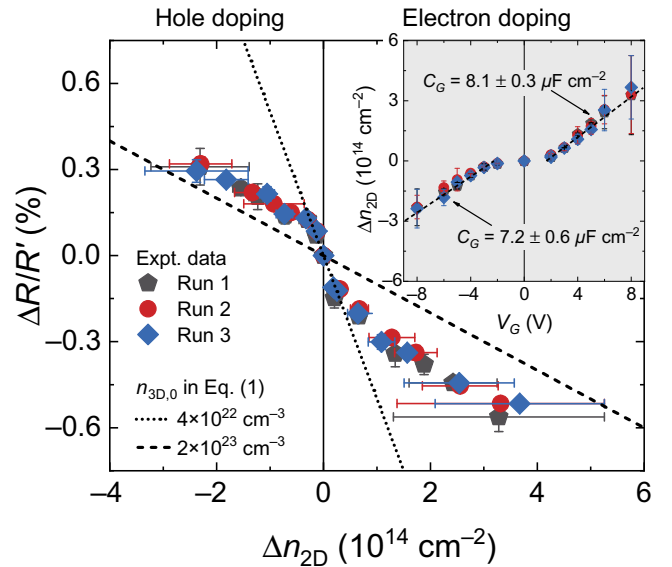 Hole doping
Electron doping
ΔR/R′ (%)
0.6
0.3
0.0
−0.3
−0.6
−4
−2
0
2
4
6
Δn2D (10^14 cm^−2)
Expt. data
Run 1
Run 2
Run 3
n3D,0 in Eq. (1)
4×10^22 cm^−3
2×10^23 cm^−3
Δn2D (10^14 cm^−2)
6
3
0
−3
−6
−8
−4
0
4
8
VG (V)
CG = 8.1 ± 0.3 μF cm^−2
CG = 7.2 ± 0.6 μF cm^−2